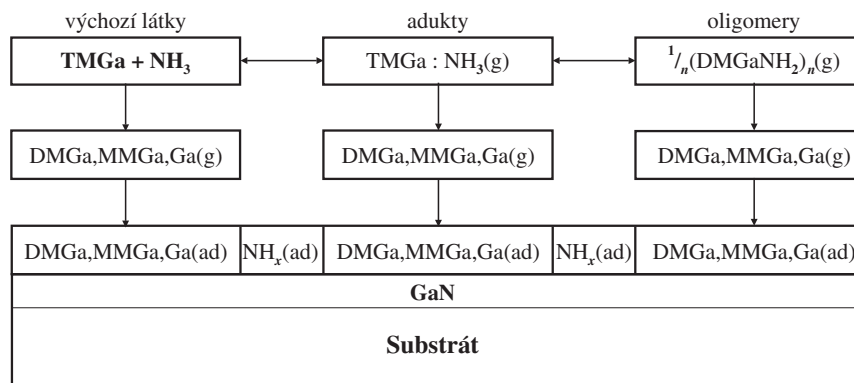 výchozí látky adukty oligomery
TMGa + NH₃ TMGa : NH₃(g) ¹/ₙ(DMGaNH₂)ₙ(g)
DMGa,MMGa,Ga(g) DMGa,MMGa,Ga(g) DMGa,MMGa,Ga(g)
DMGa,MMGa,Ga(ad) NHₓ(ad) DMGa,MMGa,Ga(ad) NHₓ(ad) DMGa,MMGa,Ga(ad)
GaN
Substrát